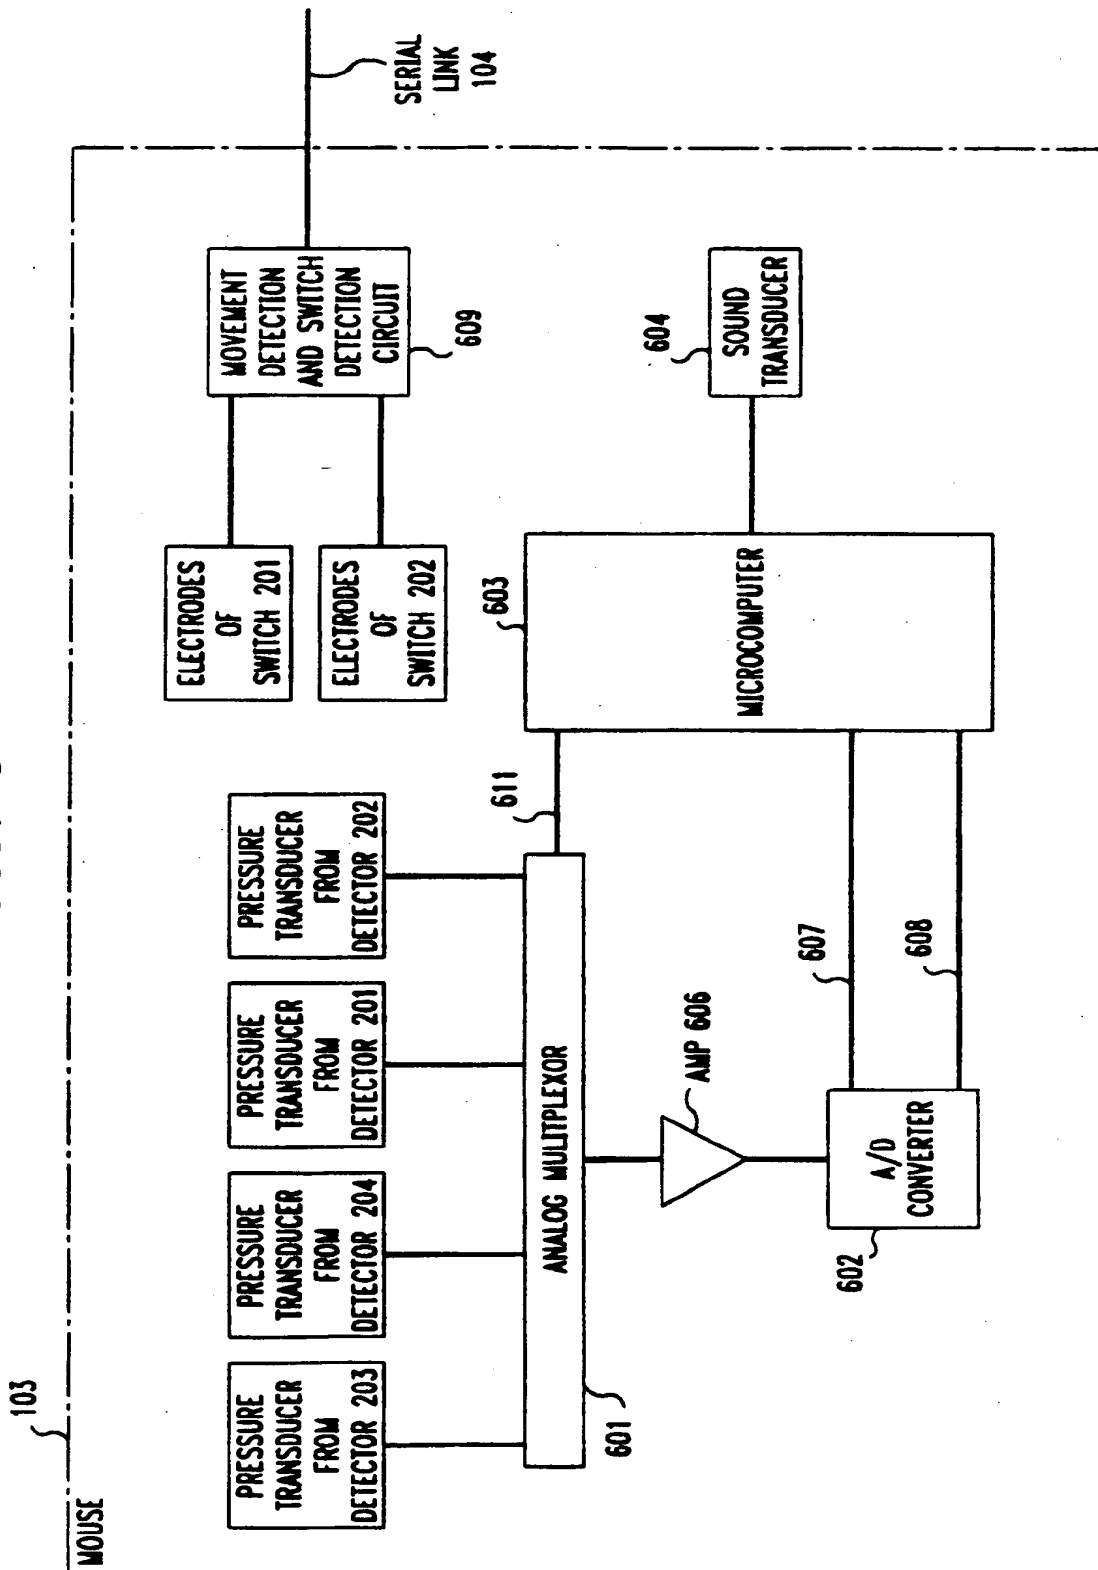 103
MOUSE
PRESSURE
TRANSDUCER
FROM
DETECTOR 203
PRESSURE
TRANSDUCER
FROM
DETECTOR 204
PRESSURE
TRANSDUCER
FROM
DETECTOR 201
PRESSURE
TRANSDUCER
FROM
DETECTOR 202
ELECTRODES
OF
SWITCH 201
ELECTRODES
OF
SWITCH 202
MOVEMENT
DETECTION
AND SWITCH
DETECTION
CIRCUIT
609
SERIAL
LINK
104
601
ANALOG MULITPLEXOR
611
603
MICROCOMPUTER
604
SOUND
TRANSDUCER
AMP 606
607
608
602
A/D
CONVERTER